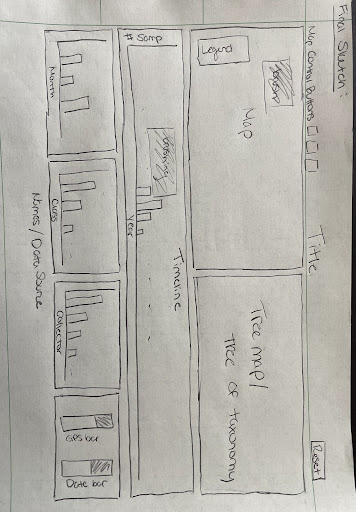 Final Sketch:
Map Control Buttons
Title
Reset
brushing
Map
Legend
Tree map/
Tree of taxonomy
Timeline
brushing
# Samp
Year
Month
Class
Collector
GPS bar
Date bar
Names/Data Source